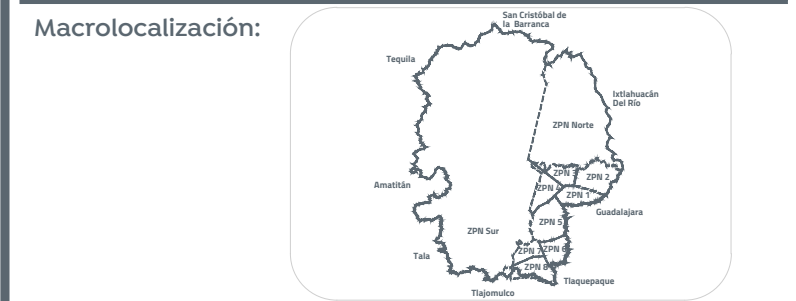 Macrolocalización:
San Cristóbal de
la Barranca
Tequila
Ixtlahuacán
Del Río
ZPN Norte
ZPN 3
ZPN 2
Amatitán
ZPN 4
ZPN 1
Guadalajara
ZPN 5
ZPN Sur
ZPN 7
ZPN 6
Tala
ZPN 8
Tlaquepaque
Tlajomulco